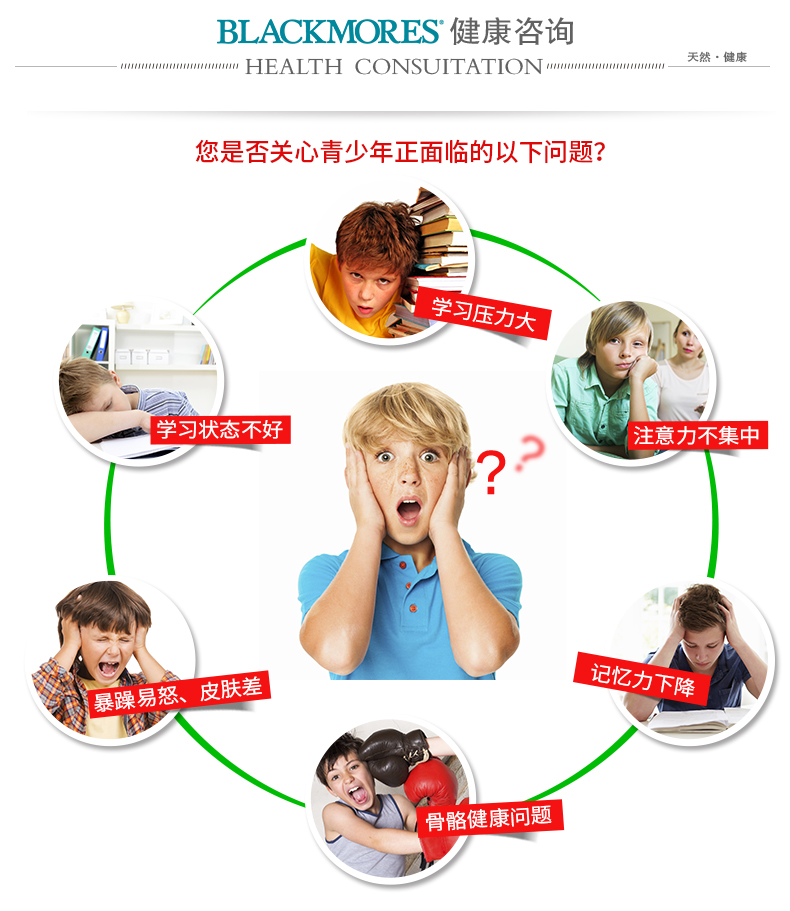 BLACKMORES® 健康咨询
HEALTH CONSUITATION
天然·健康
您是否关心青少年正面临的以下问题?
学习压力大
学习状态不好
注意力不集中
? ?
暴躁易怒、皮肤差
记忆力下降
骨骼健康问题